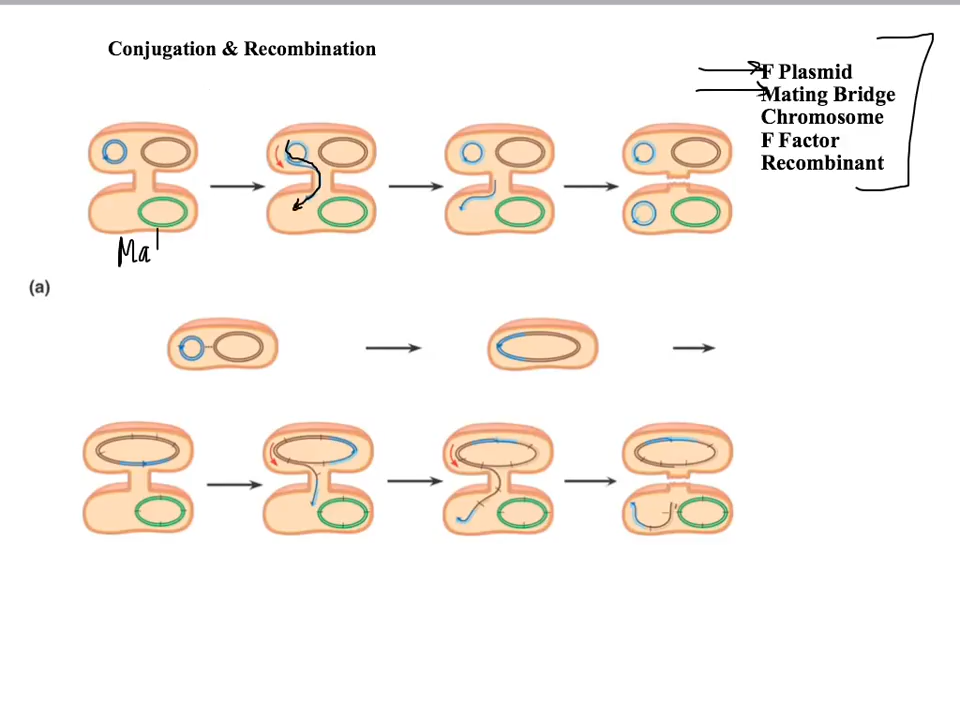 Conjugation & Recombination
F Plasmid
Mating Bridge
Chromosome
F Factor
Recombinant
Ma
(a)